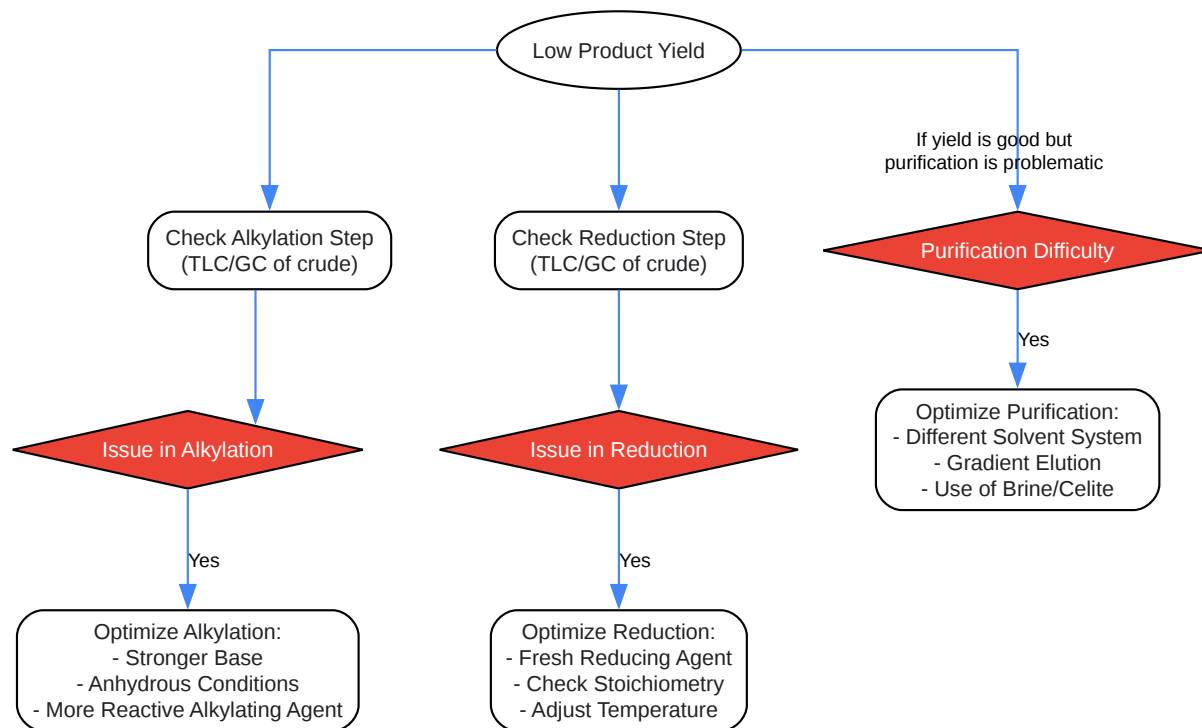 Low Product Yield
If yield is good but
purification is problematic
Check Alkylation Step
(TLC/GC of crude)
Check Reduction Step
(TLC/GC of crude)
Purification Difficulty
Yes
Optimize Purification:
- Different Solvent System
- Gradient Elution
- Use of Brine/Celite
Issue in Alkylation
Issue in Reduction
Yes
Yes
Optimize Alkylation:
- Stronger Base
- Anhydrous Conditions
- More Reactive Alkylating Agent
Optimize Reduction:
- Fresh Reducing Agent
- Check Stoichiometry
- Adjust Temperature